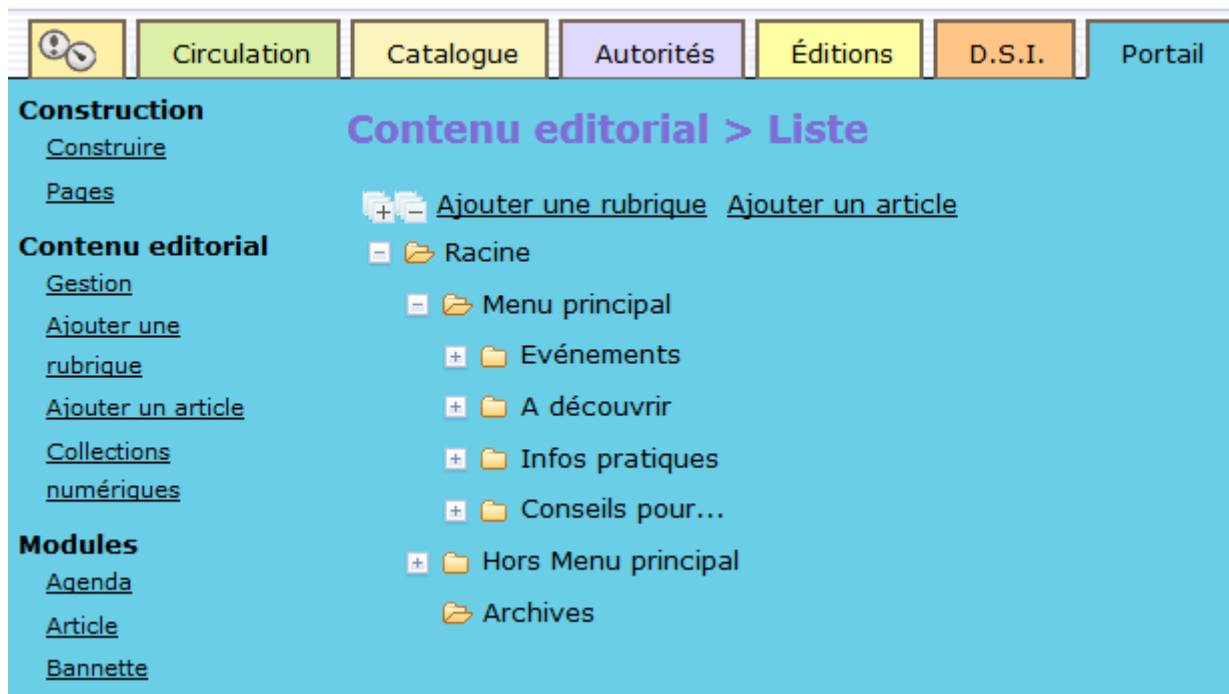 Circulation Catalogue Autorités Éditions D.S.I. Portail
Construction
Construire
Pages
Contenu editorial
Gestion
Ajouter une
rubrique
Ajouter un article
Collections
numériques
Modules
Agenda
Article
Bannette
Contenu editorial > Liste
Ajouter une rubrique Ajouter un article
Racine
Menu principal
Evénements
A découvrir
Infos pratiques
Conseils pour...
Hors Menu principal
Archives